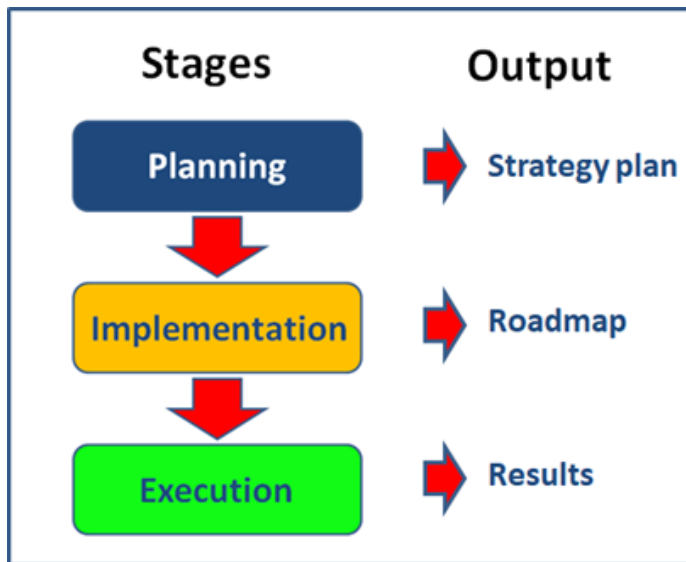 Stages
Output
Planning
Strategy plan
Implementation
Roadmap
Execution
Results